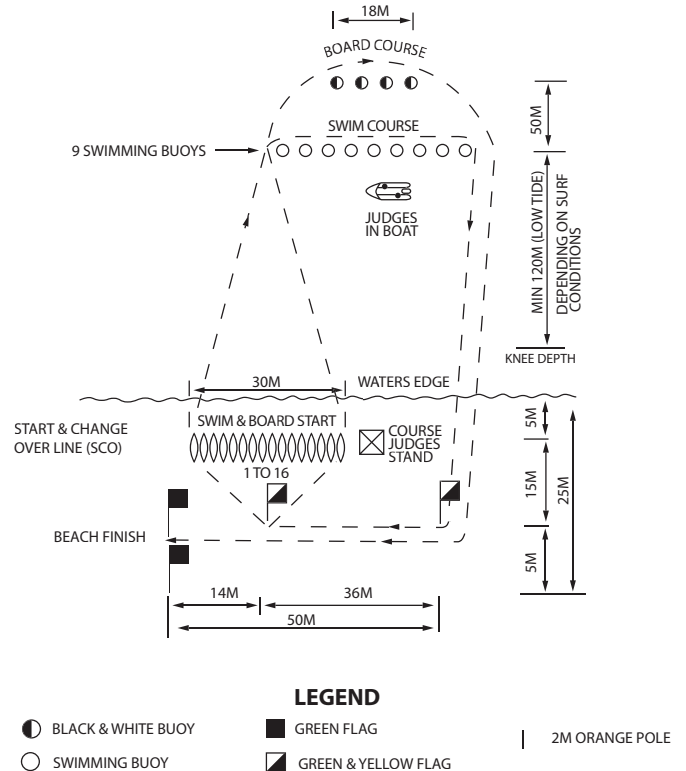 18M
BOARD COURSE
50M
SWIM COURSE
9 SWIMMING BUOYS
JUDGES
IN BOAT
MIN 120M (LOW TIDE)
DEPENDING ON SURF
CONDITIONS
KNEE DEPTH
30M
WATERS EDGE
START & CHANGE
OVER LINE (SCO)
SWIM & BOARD START
COURSE
JUDGES
STAND
1 TO 16
5M
15M
25M
BEACH FINISH
5M
14M
36M
50M
LEGEND
BLACK & WHITE BUOY
GREEN FLAG
2M ORANGE POLE
SWIMMING BUOY
GREEN & YELLOW FLAG